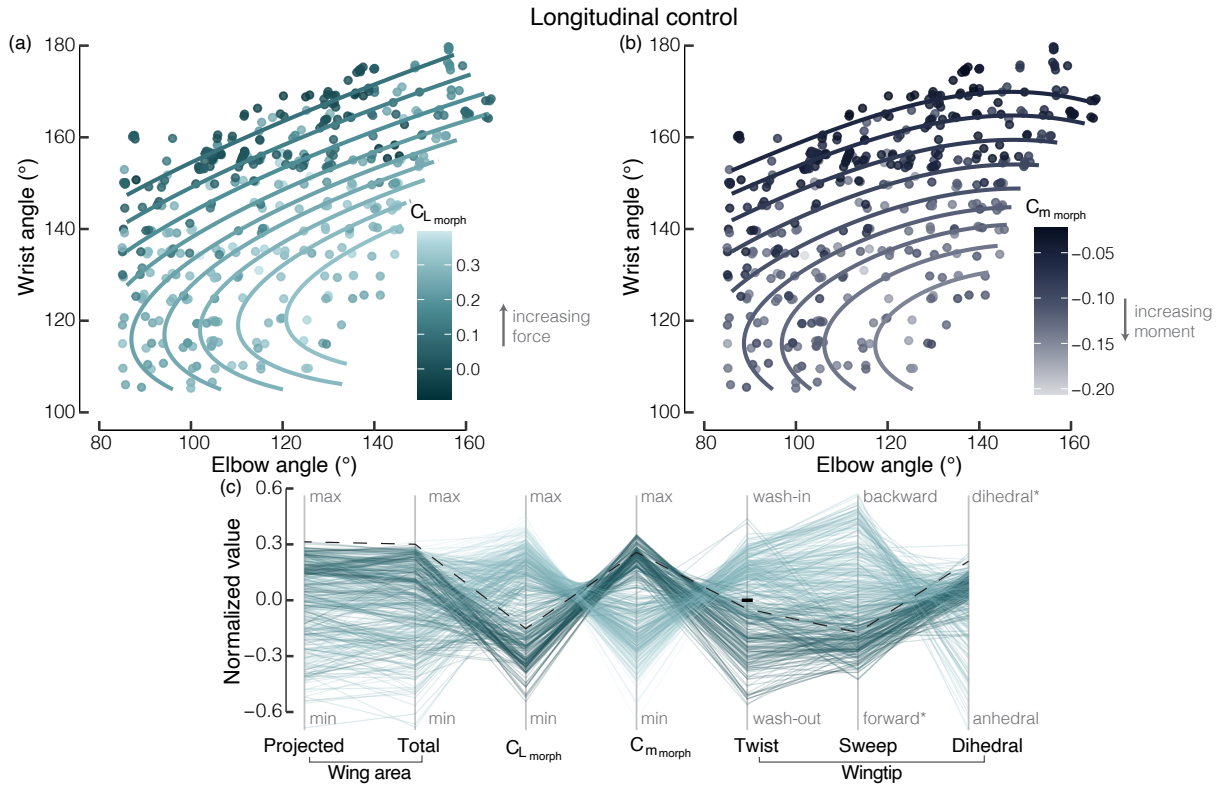 Longitudinal control
(a)
180
160
140
120
100
Wrist angle (°)
80
100
120
140
160
Elbow angle (°)
C_L morph
0.3
0.2
0.1
0.0
increasing
force
(b)
180
160
140
120
100
Wrist angle (°)
80
100
120
140
160
Elbow angle (°)
C_m morph
−0.05
−0.10
−0.15
−0.20
increasing
moment
(c)
0.6
0.3
0.0
−0.3
−0.6
Normalized value
max
max
max
max
wash-in
backward
dihedral*
min
min
min
min
wash-out
forward*
anhedral
Projected
Total
C_L morph
C_m morph
Twist
Sweep
Dihedral
Wing area
Wingtip